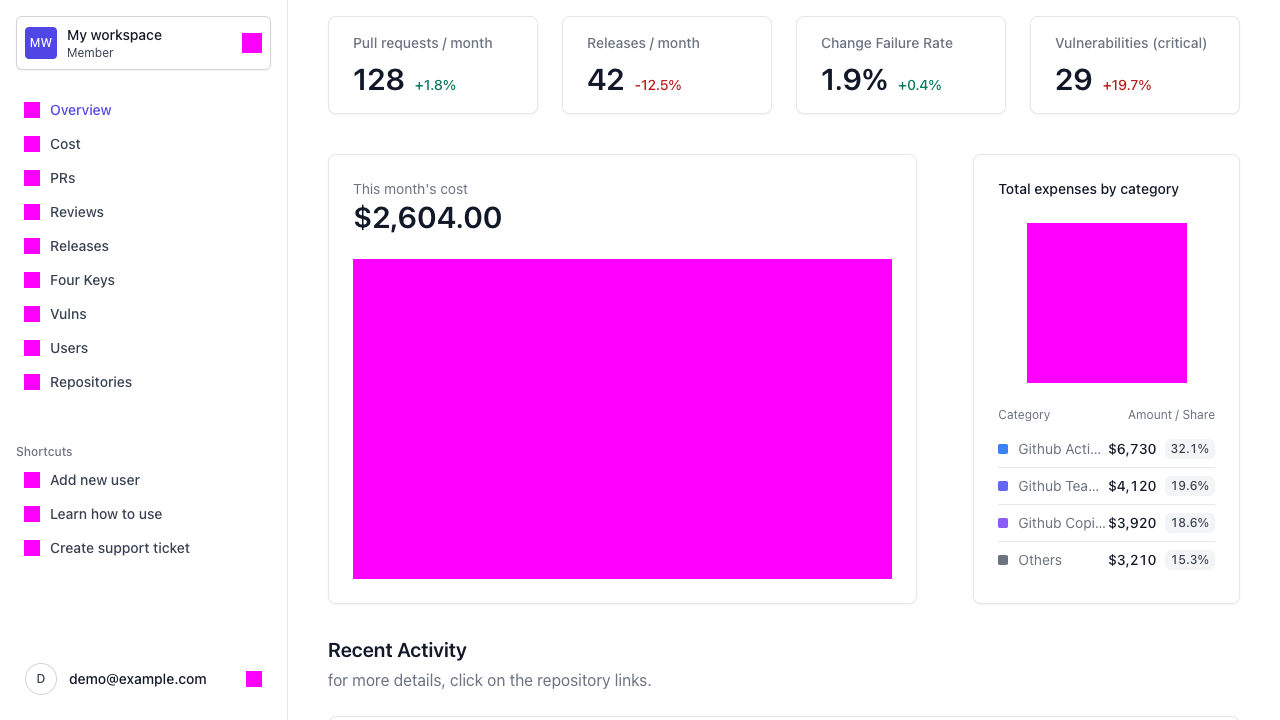 MW
My workspace
Member
Overview
Cost
PRs
Reviews
Releases
Four Keys
Vulns
Users
Repositories
Shortcuts
Add new user
Learn how to use
Create support ticket
D
demo@example.com
Pull requests / month
128 +1.8%
Releases / month
42 -12.5%
Change Failure Rate
1.9% +0.4%
Vulnerabilities (critical)
29 +19.7%
This month's cost
$2,604.00
Total expenses by category
Category Amount / Share
Github Acti... $6,730 32.1%
Github Tea... $4,120 19.6%
Github Copi... $3,920 18.6%
Others $3,210 15.3%
Recent Activity
for more details, click on the repository links.